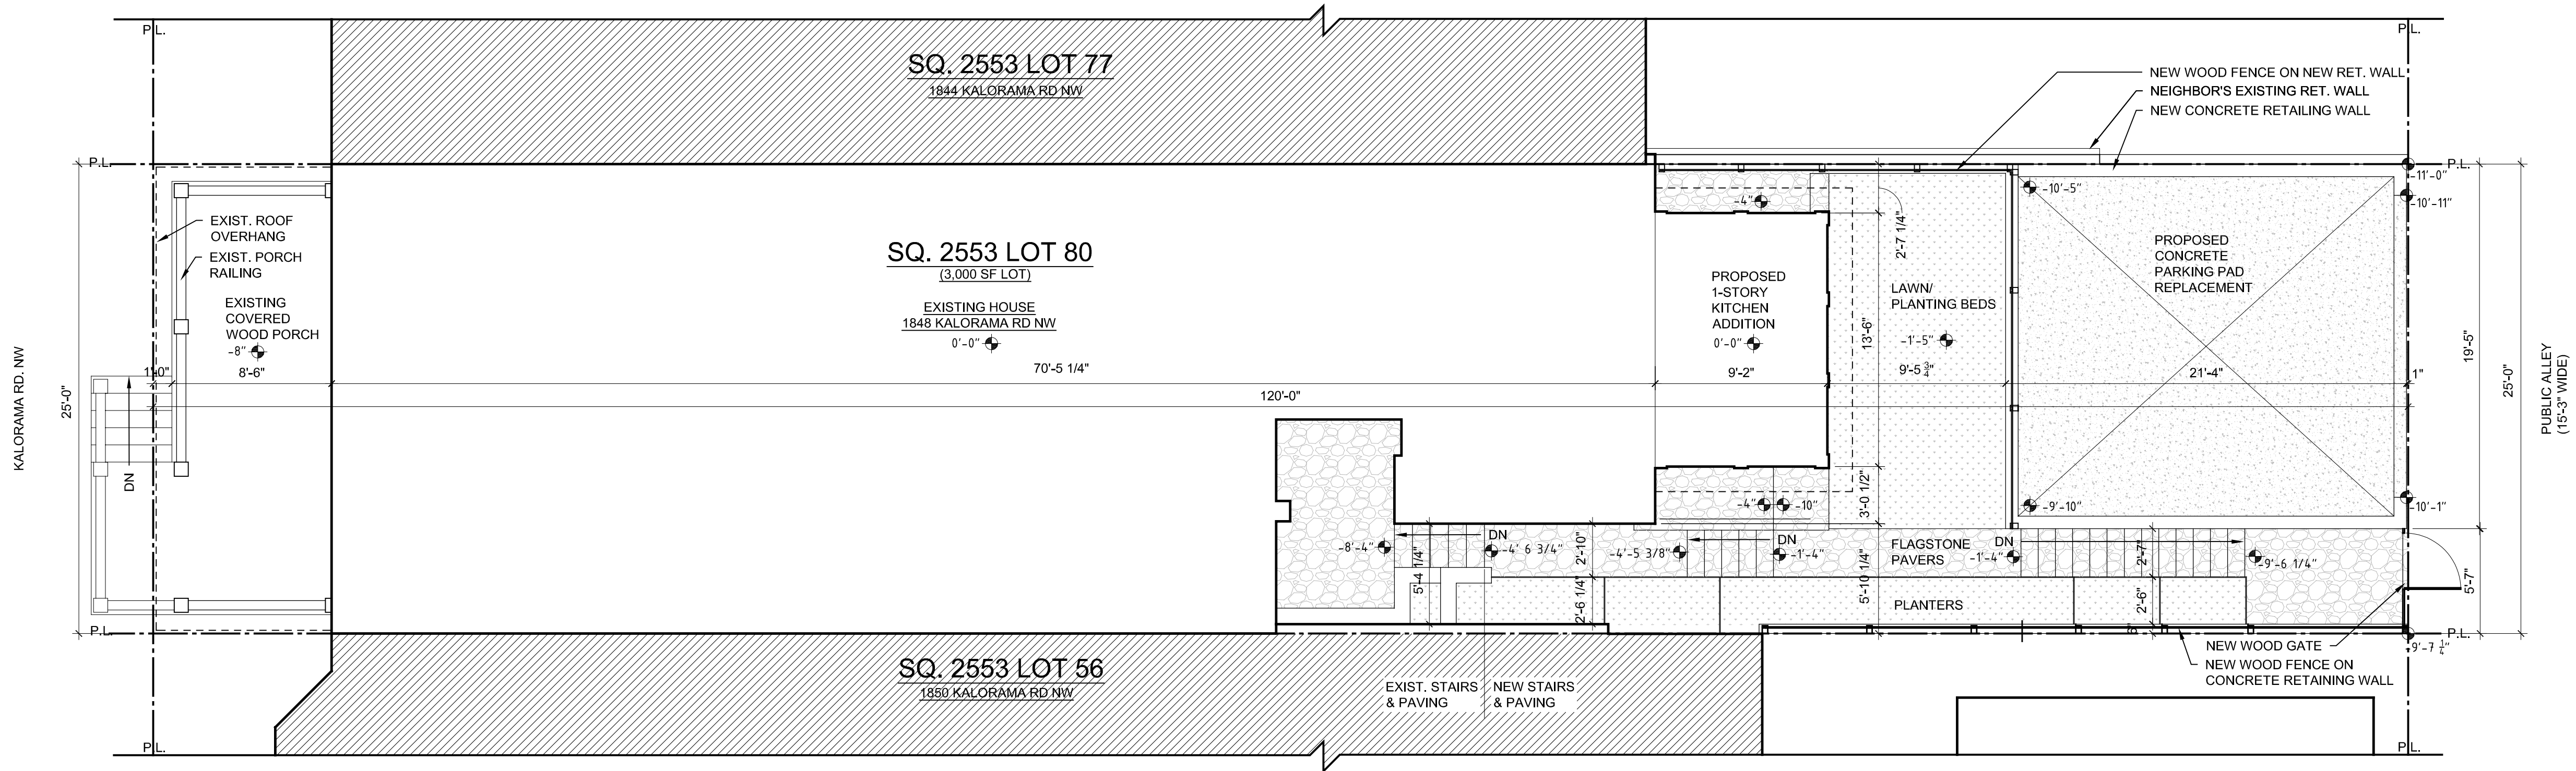 P.L.
P.L.
SQ. 2553 LOT 77
1844 KALORAMA RD NW
NEW WOOD FENCE ON NEW RET. WALL
NEIGHBOR'S EXISTING RET. WALL
NEW CONCRETE RETAILING WALL
P.L.
P.L.
-11'-0"
-10'-11"
-10'-5"
-4"
EXIST. ROOF
OVERHANG
EXIST. PORCH
RAILING
EXISTING
COVERED
WOOD PORCH
-8"
SQ. 2553 LOT 80
(3,000 SF LOT)
EXISTING HOUSE
1848 KALORAMA RD NW
0'-0"
PROPOSED
1-STORY
KITCHEN
ADDITION
0'-0"
2'-7 1/4"
LAWN/
PLANTING BEDS
-1'-5"
13'-6"
PROPOSED
CONCRETE
PARKING PAD
REPLACEMENT
19'-5"
25'-0"
PUBLIC ALLEY
(15'-3" WIDE)
KALORAMA RD. NW
25'-0"
1'-0"
8'-6"
70'-5 1/4"
9'-2"
9'-5 3/4"
21'-4"
1"
120'-0"
DN
3'-0 1/2"
-4"
-10"
-9'-10"
-10'-1"
-8'-4"
DN
-4' 6 3/4"
2'-10"
-4'-5 3/8"
DN
-1'-4"
FLAGSTONE
PAVERS
DN
-1'-4"
2'-7"
-9'-6 1/4"
5'-4 1/4"
2'-6 1/4"
5'-10 1/4"
PLANTERS
2'-6"
6"
5'-7"
P.L.
P.L.
-9'-7 1/4"
NEW WOOD GATE
NEW WOOD FENCE ON
CONCRETE RETAINING WALL
SQ. 2553 LOT 56
1850 KALORAMA RD NW
EXIST. STAIRS
& PAVING
NEW STAIRS
& PAVING
P.L.
P.L.